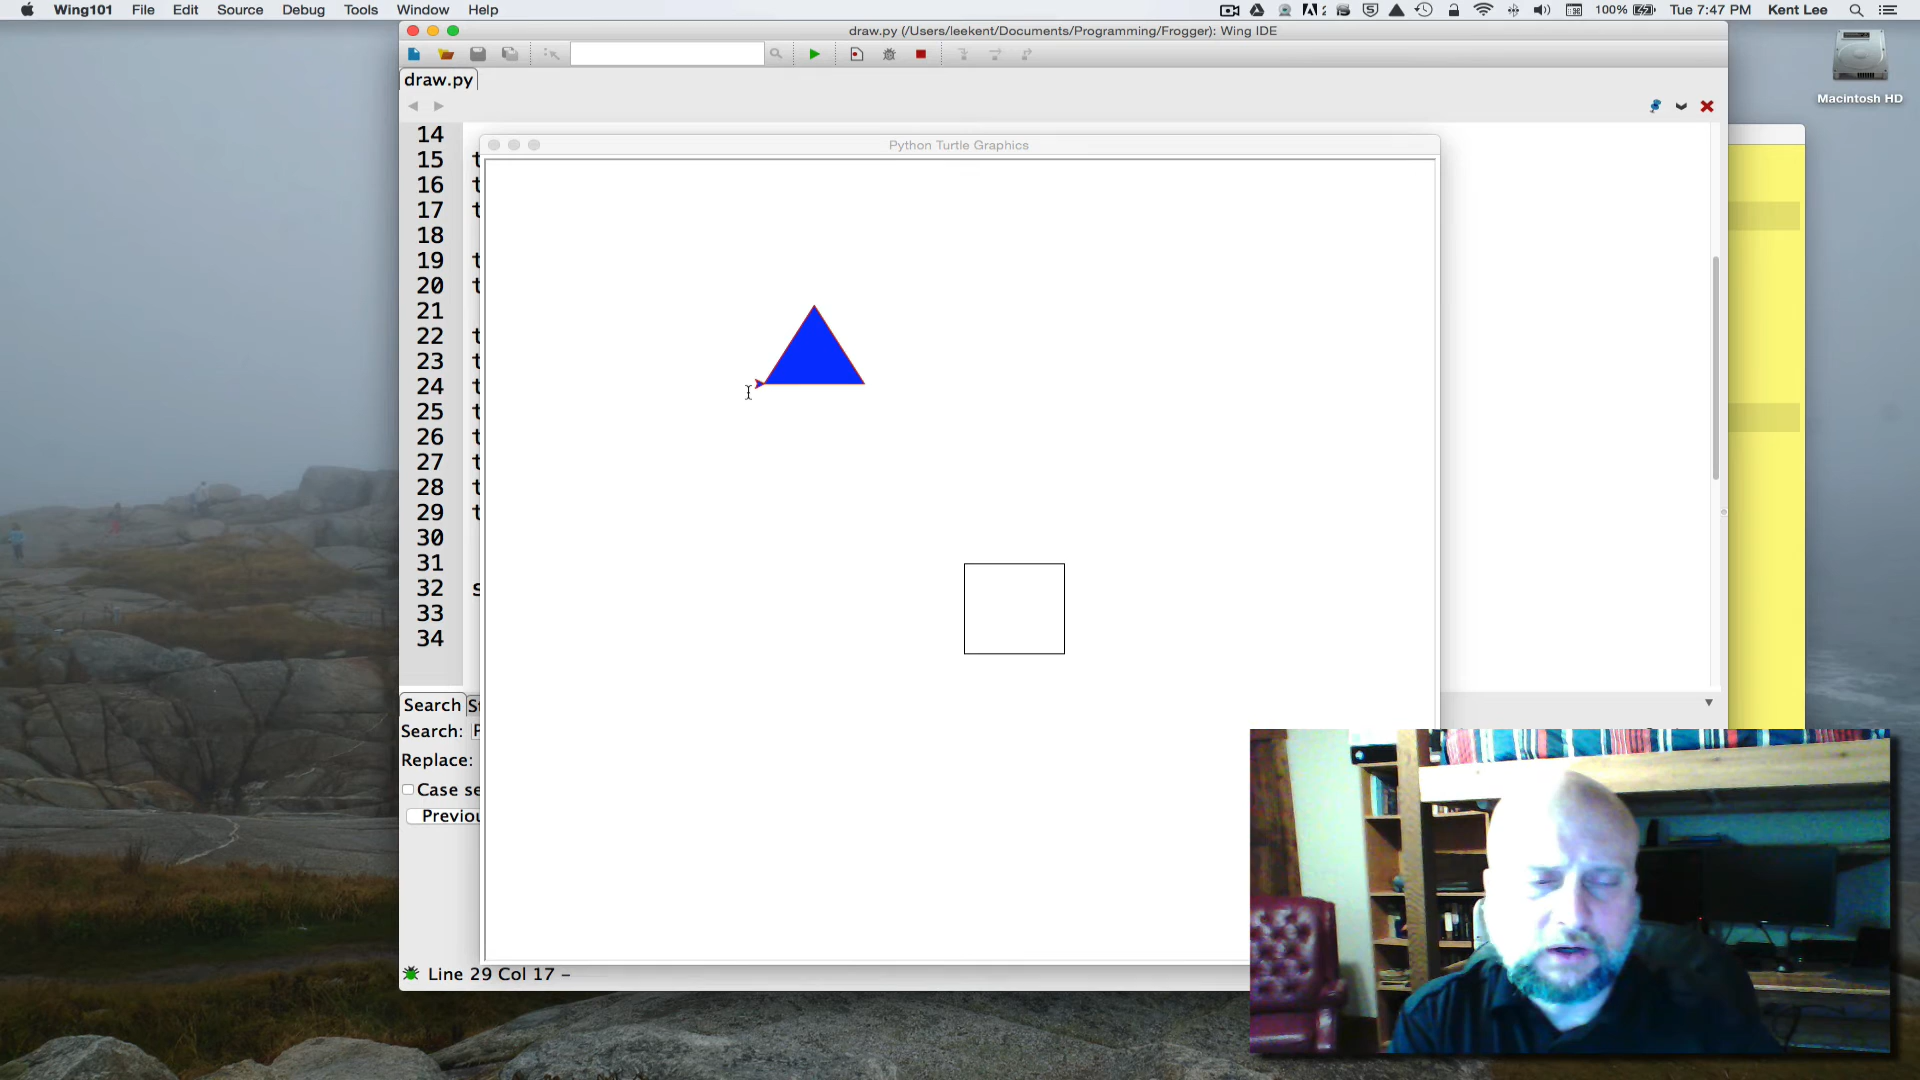 Wing101 File Edit Source Debug Tools Window Help 100% Tue 7:47 PM Kent Lee
draw.py (/Users/leekent/Documents/Programming/Frogger): Wing IDE
draw.py
Macintosh HD
14
Python Turtle Graphics
15 t
16 t
17 t
18
19 t
20 t
21
22 t
23 t
24 t
25 t
26 t
27 t
28 t
29 t
30
31
32 s
33
34
Search
Search:
Replace:
Case se
Previou
Line 29 Col 17 –